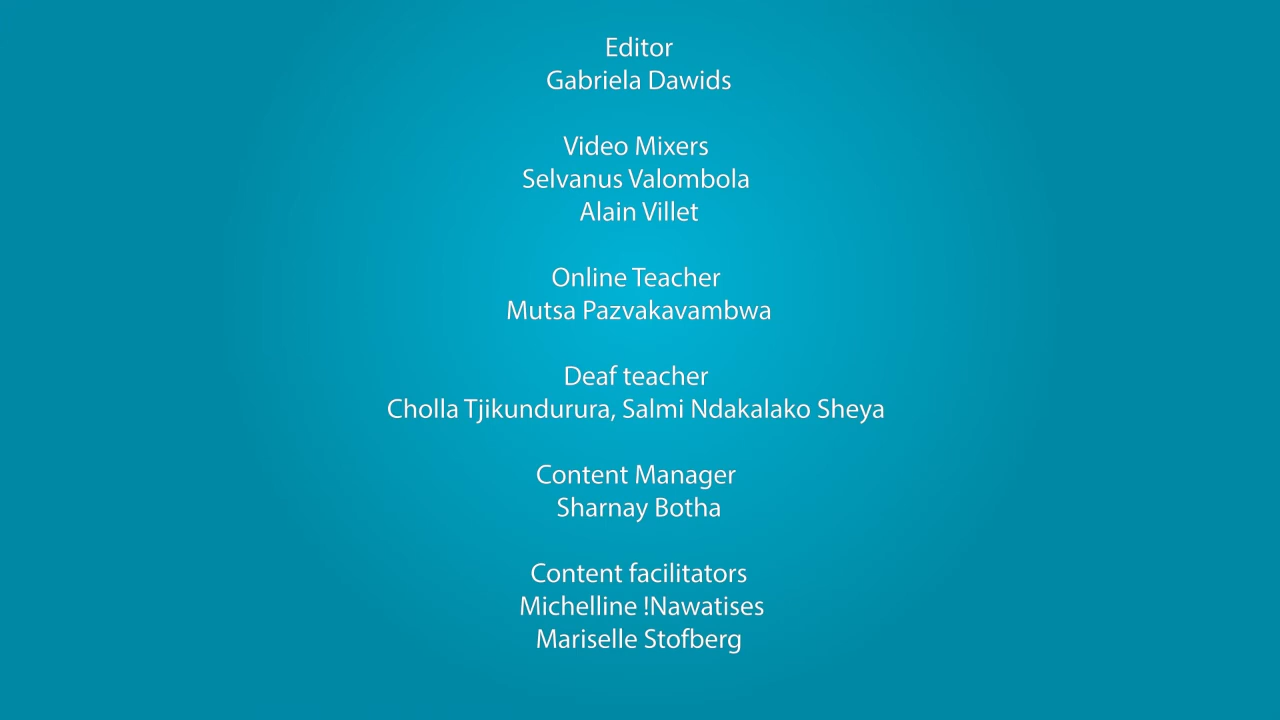 Editor
Gabriela Dawids
Video Mixers
Selvanus Valombola
Alain Villet
Online Teacher
Mutsa Pazvakavambwa
Deaf teacher
Cholla Tjikundurura, Salmi Ndakalako Sheya
Content Manager
Sharnay Botha
Content facilitators
Michelline !Nawatises
Mariselle Stofberg